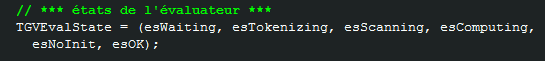 // *** états de l'évaluateur ***
TGVEvalState = (esWaiting, esTokenizing, esScanning, esComputing,
esNoInit, esOK);